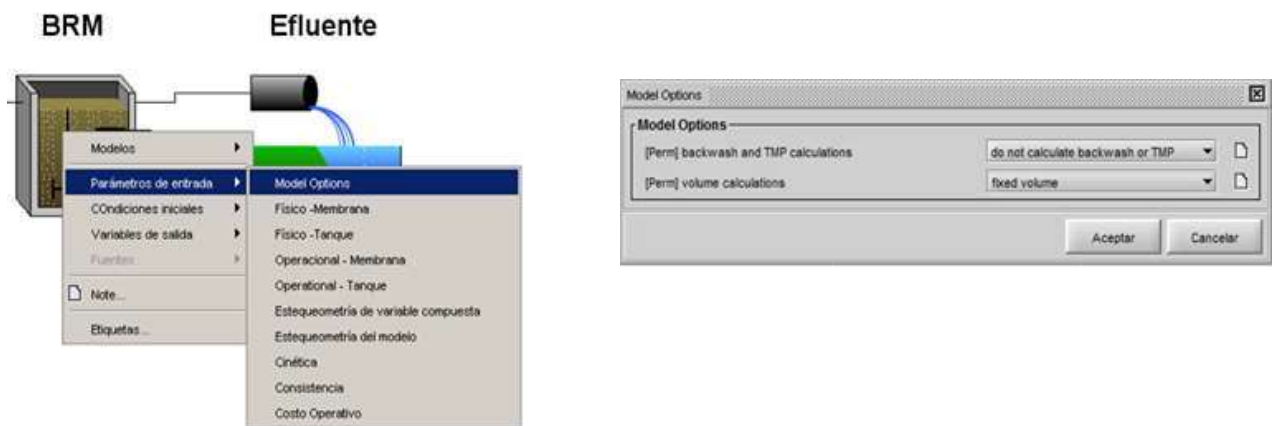 BRM Efluente
Modelos
Parámetros de entrada
COndiciones iniciales
Variables de salida
Fuentes
Note...
Etiquetas...
Model Options
Físico -Membrana
Físico -Tanque
Operacional - Membrana
Operational - Tanque
Estequeometría de variable compuesta
Estequeometría del modelo
Cinética
Consistencia
Costo Operativo
Model Options
Model Options
[Perm] backwash and TMP calculations do not calculate backwash or TMP
[Perm] volume calculations fixed volume
Aceptar Cancelar